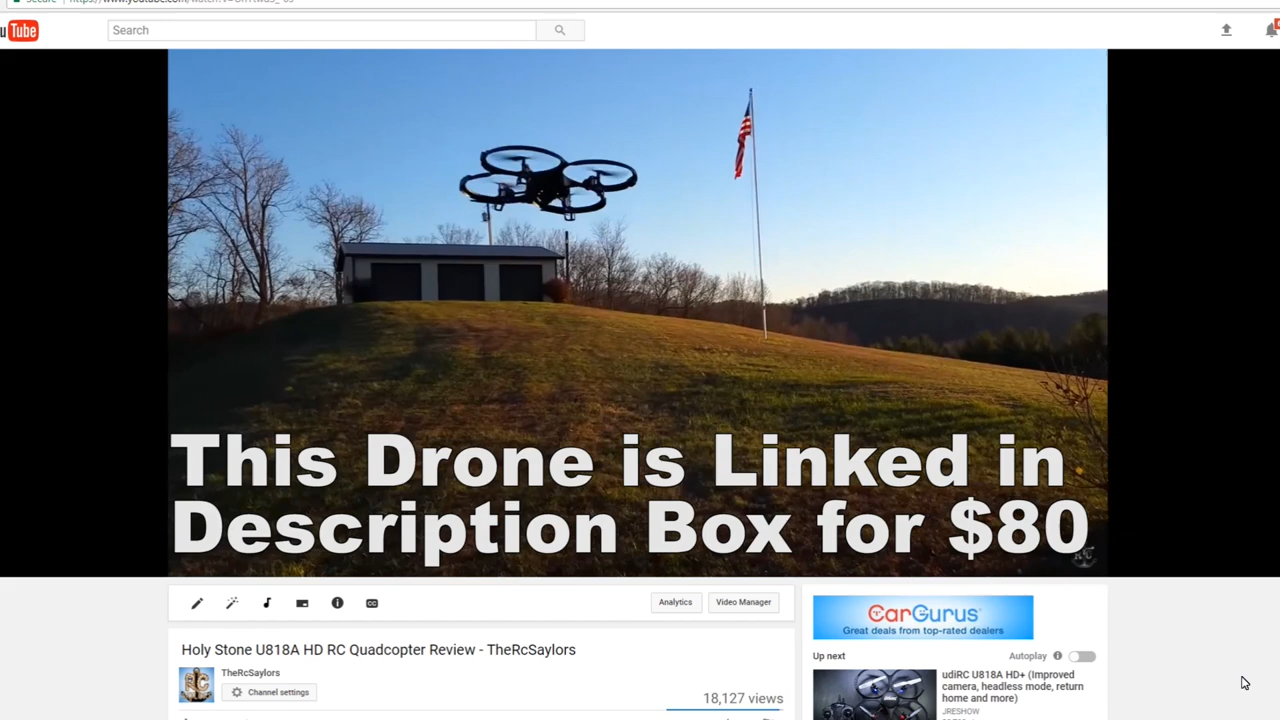 Tube
Search
This Drone is Linked in
Description Box for $80
CC
Analytics
Video Manager
CarGurus
Great deals from top-rated dealers
Holy Stone U818A HD RC Quadcopter Review - TheRcSaylors
Up next
Autoplay
TheRcSaylors
Channel settings
18,127 views
udiRC U818A HD+ (Improved
camera, headless mode, return
home and more)
JRESHOW